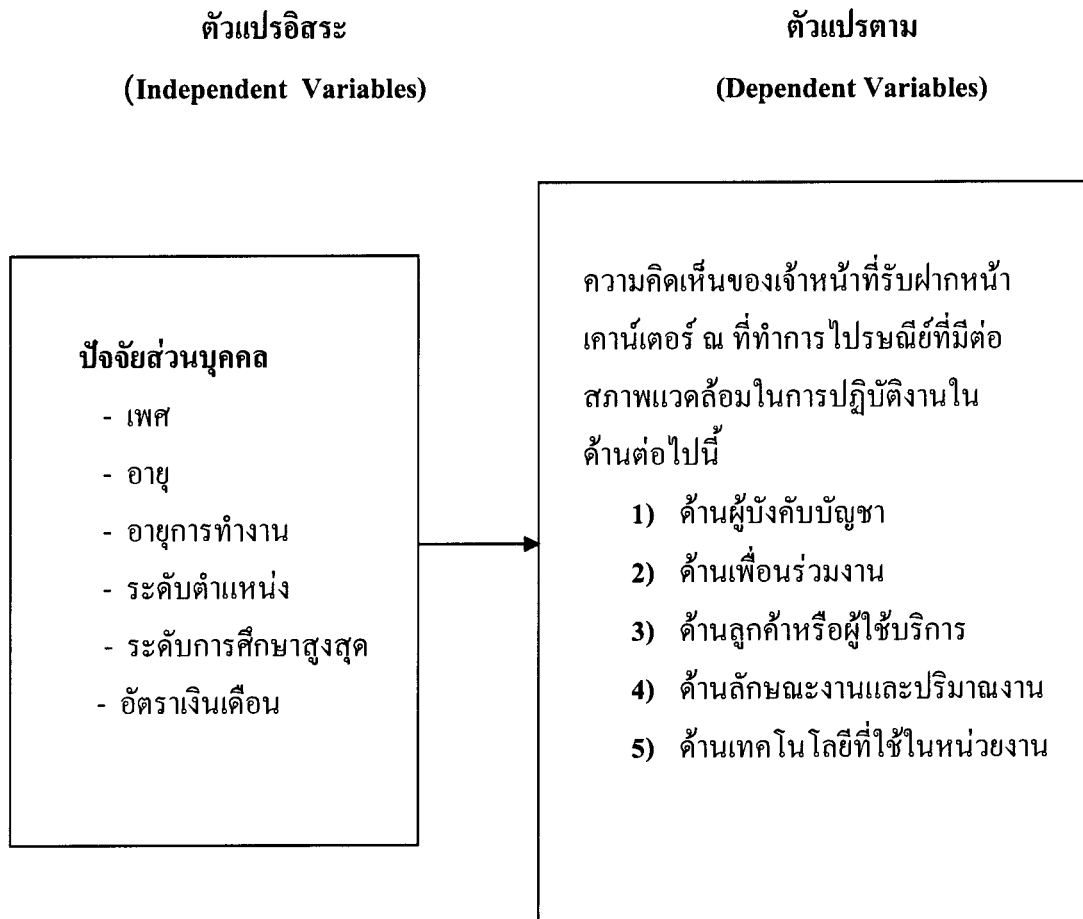 ตัวแปรอิสระ
(Independent Variables)
ตัวแปรตาม
(Dependent Variables)
ปัจจัยส่วนบุคคล
- เพศ
- อายุ
- อายุการทำงาน
- ระดับตำแหน่ง
- ระดับการศึกษาสูงสุด
- อัตราเงินเดือน
ความคิดเห็นของเจ้าหน้าที่รับฝากหน้า
เคาน์เตอร์ ณ ที่ทำการไปรษณีย์ที่มีต่อ
สภาพแวดล้อมในการปฏิบัติงานใน
ด้านต่อไปนี้
1) ด้านผู้บังคับบัญชา
2) ด้านเพื่อนร่วมงาน
3) ด้านลูกค้าหรือผู้ใช้บริการ
4) ด้านลักษณะงานและปริมาณงาน
5) ด้านเทคโนโลยีที่ใช้ในหน่วยงาน